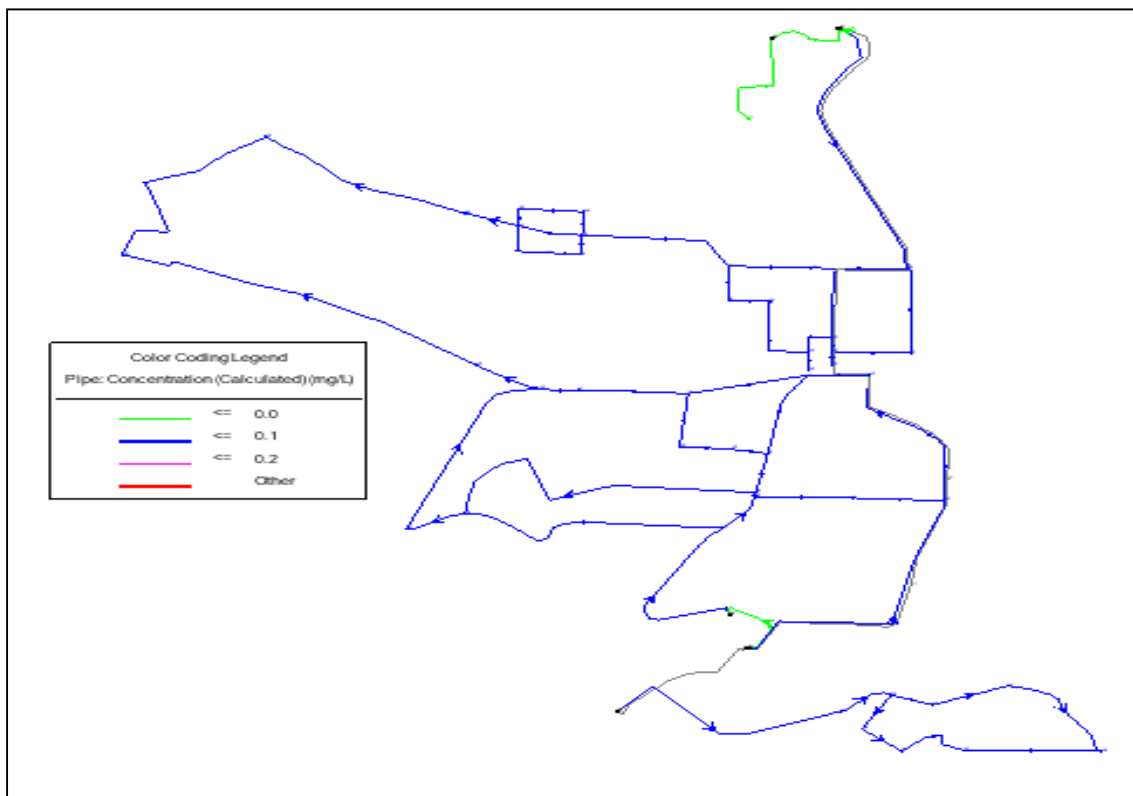 Color Coding Legend
Pipe: Concentration (Calculated) (mg/L)
<= 0.0
<= 0.1
<= 0.2
Other